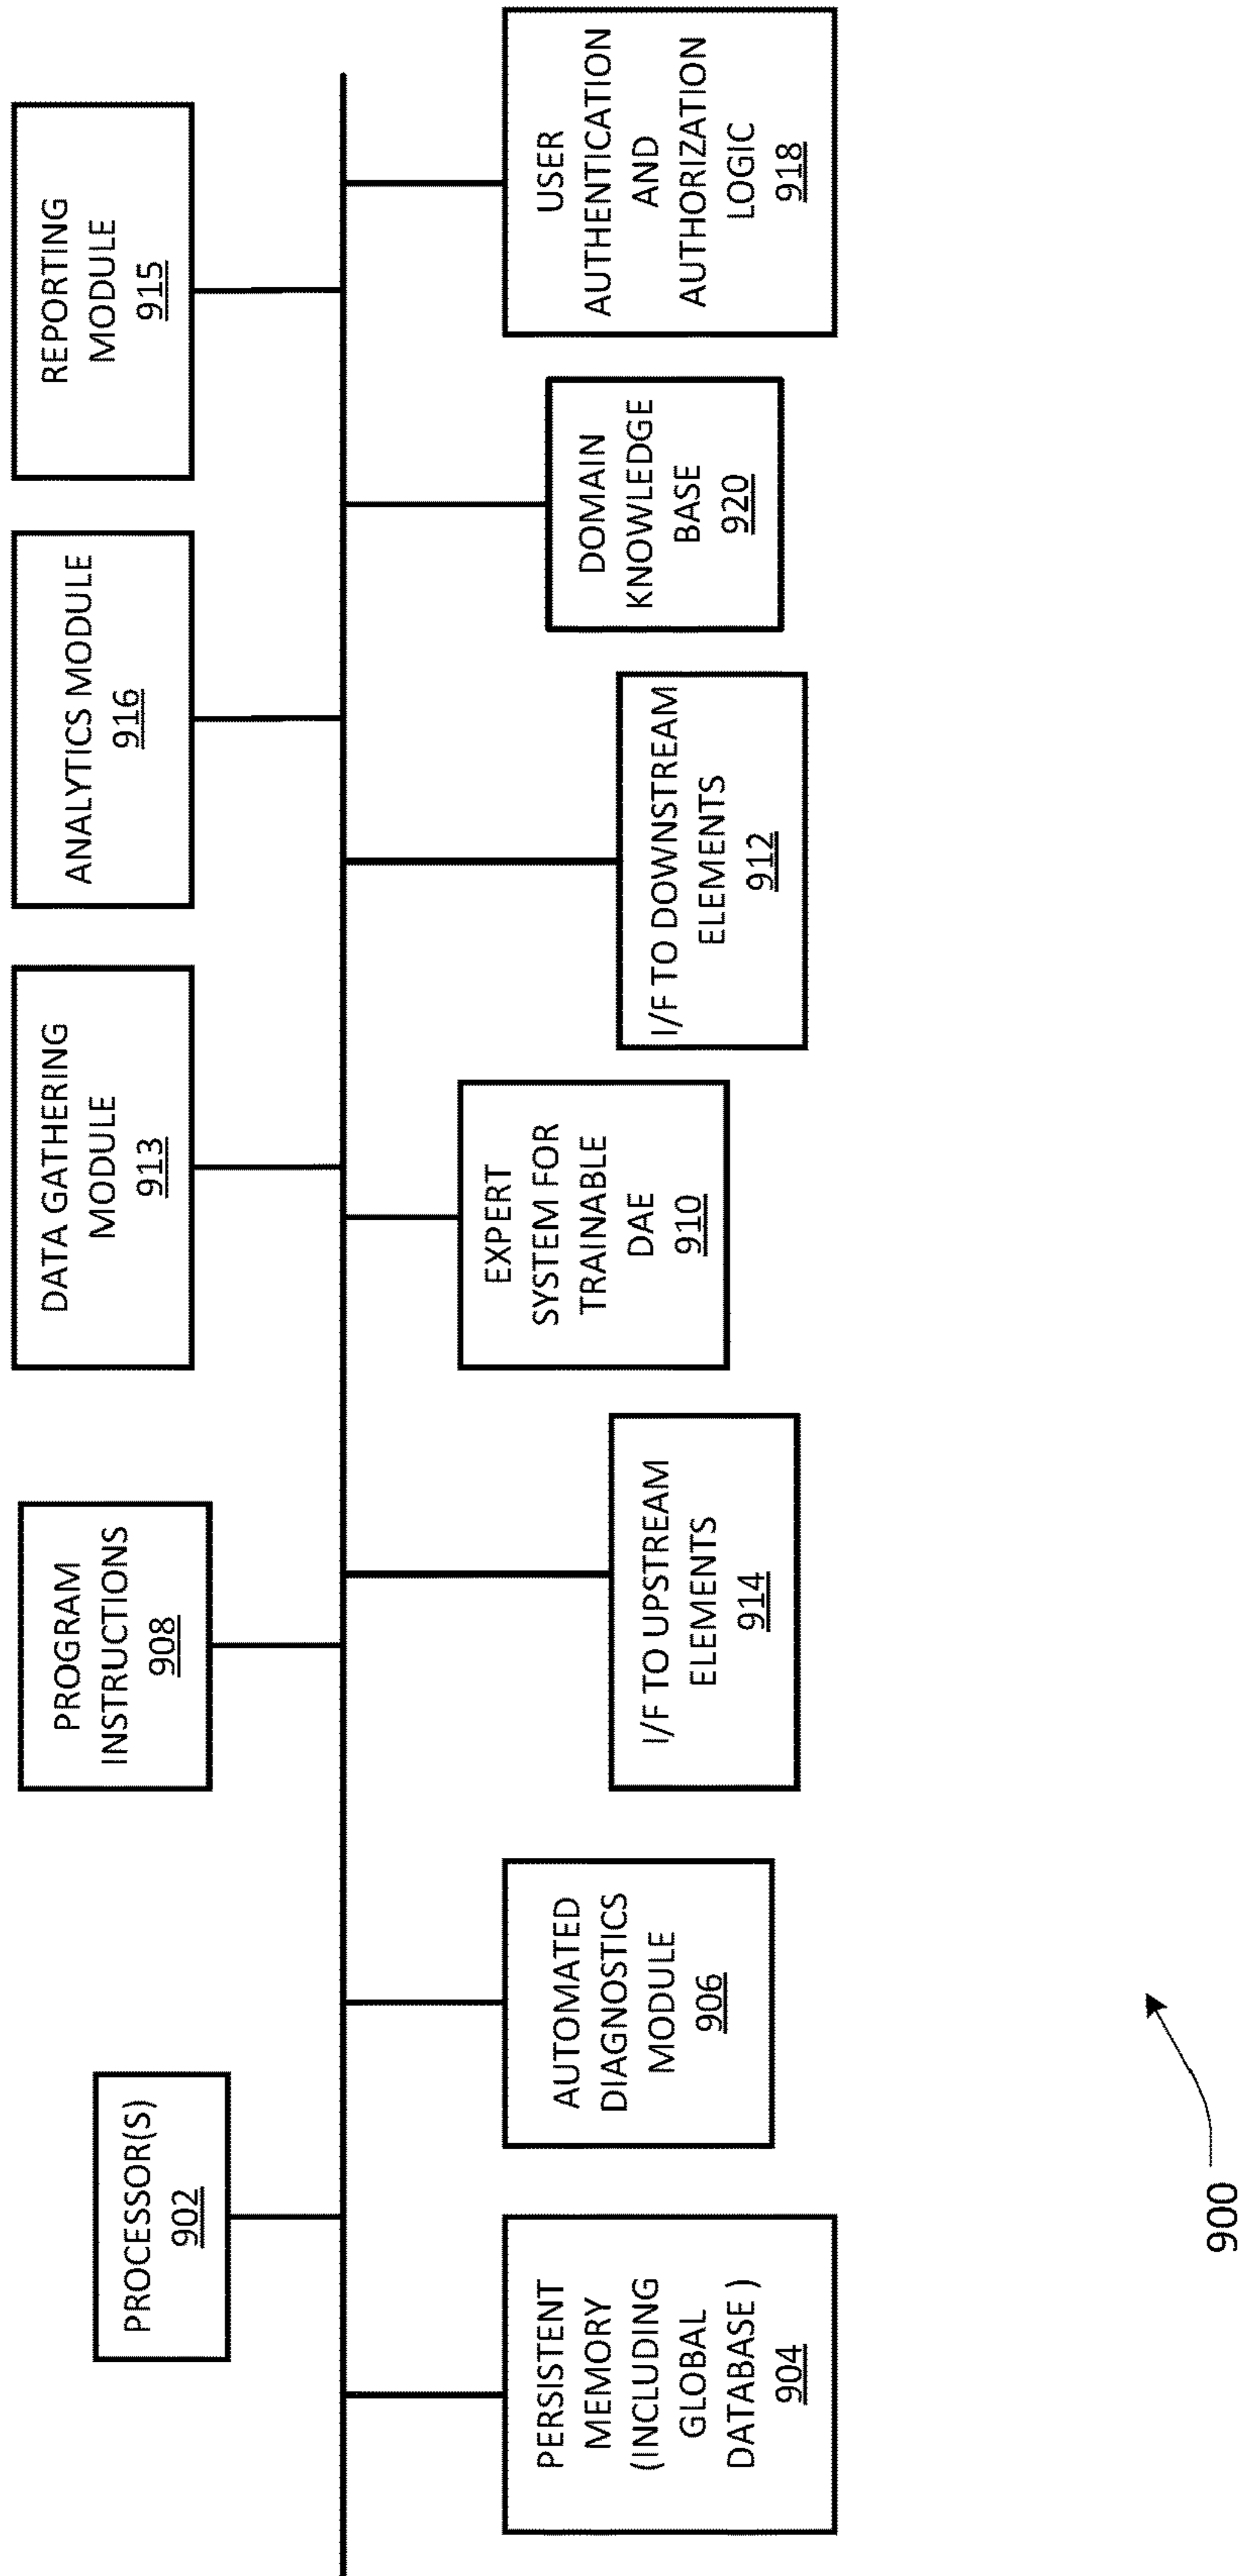 PROCESSOR(S)
902
PROGRAM
INSTRUCTIONS
908
DATA GATHERING
MODULE
913
ANALYTICS MODULE
916
REPORTING
MODULE
915
PERSISTENT
MEMORY
(INCLUDING
GLOBAL
DATABASE )
904
AUTOMATED
DIAGNOSTICS
MODULE
906
I/F TO UPSTREAM
ELEMENTS
914
EXPERT
SYSTEM FOR
TRAINABLE
DAE
910
I/F TO DOWNSTREAM
ELEMENTS
912
DOMAIN
KNOWLEDGE
BASE
920
USER
AUTHENTICATION
AND
AUTHORIZATION
LOGIC
918
900